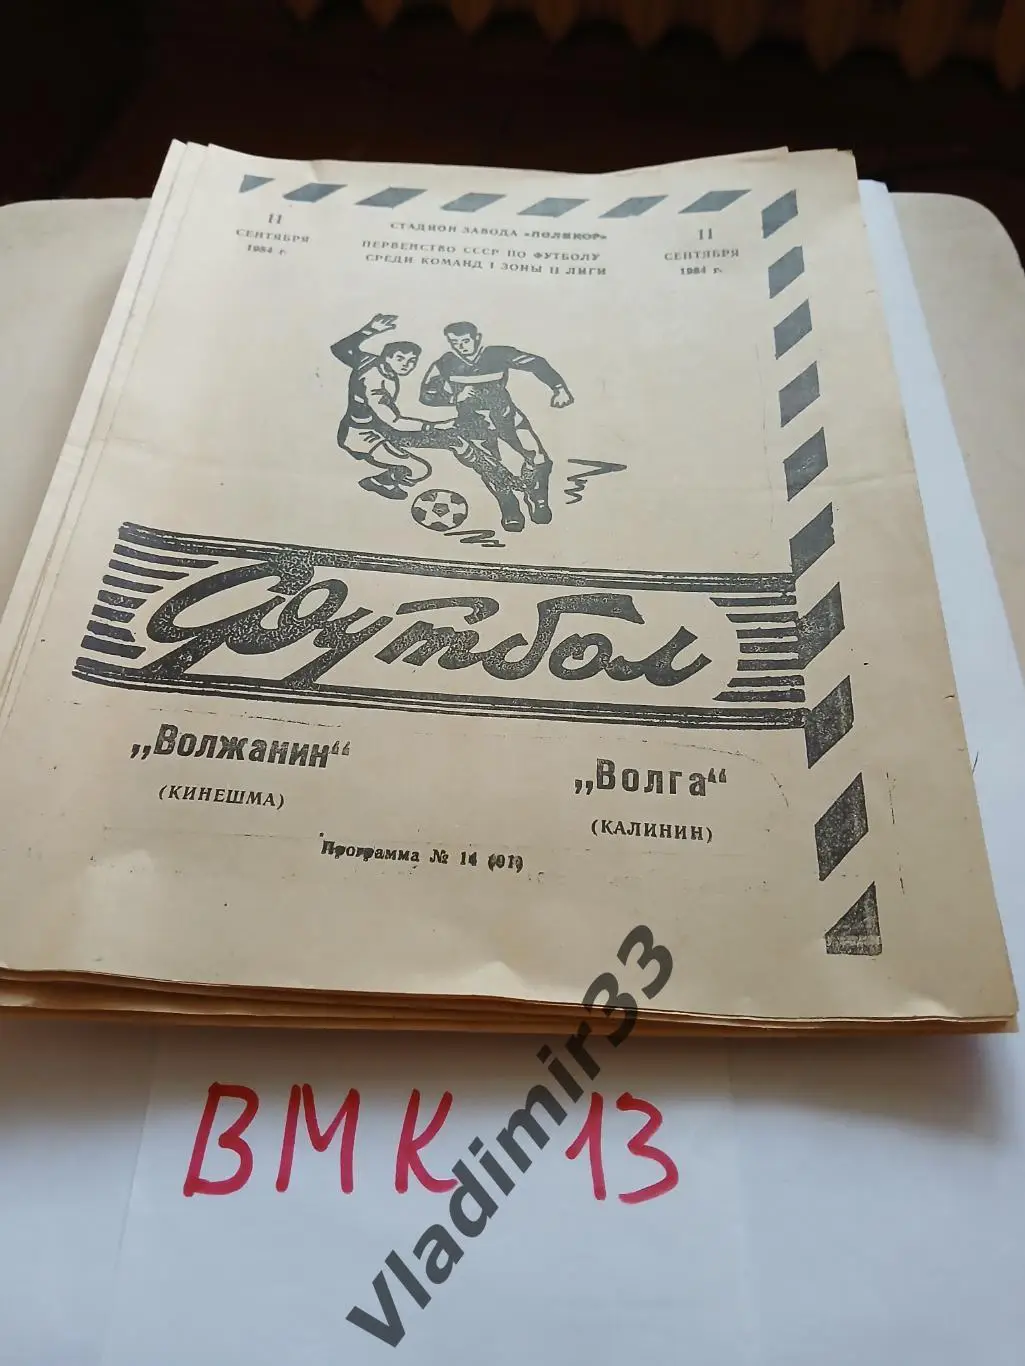 11
СЕНТЯБРЯ
1984 г.
СТАДИОН ЗАВОДА «ПОЛИКОР»
ПЕРВЕНСТВО СССР ПО ФУТБОЛУ
СРЕДИ КОМАНД I ЗОНЫ II ЛИГИ
11
СЕНТЯБРЯ
1984 г.
Футбол
„Волжанин“
(КИНЕШМА)
„Волга“
(КАЛИНИН)
Программа № 14 (91)
ВМК 13
vladimir33